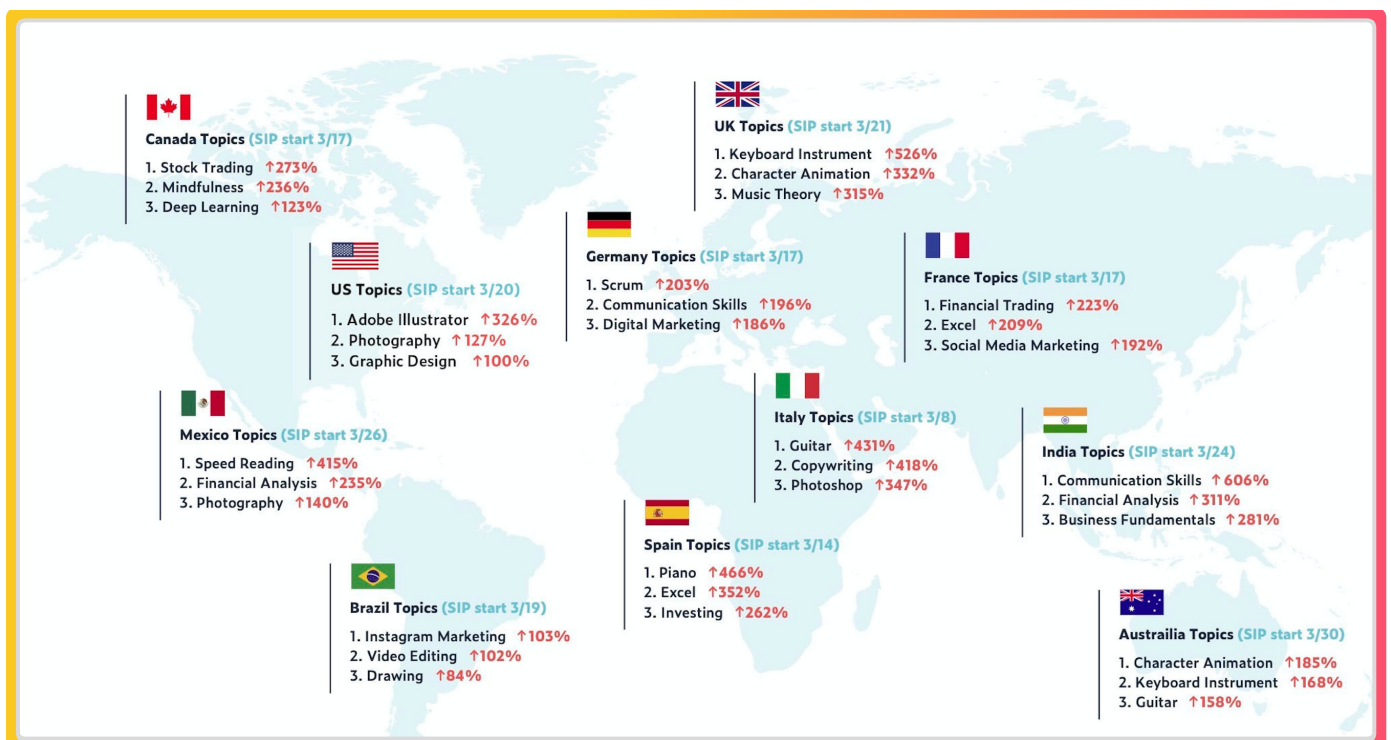 Canada Topics (SIP start 3/17)
1. Stock Trading ↑273%
2. Mindfulness ↑236%
3. Deep Learning ↑123%
UK Topics (SIP start 3/21)
1. Keyboard Instrument ↑526%
2. Character Animation ↑332%
3. Music Theory ↑315%
US Topics (SIP start 3/20)
1. Adobe Illustrator ↑326%
2. Photography ↑127%
3. Graphic Design ↑100%
Germany Topics (SIP start 3/17)
1. Scrum ↑203%
2. Communication Skills ↑196%
3. Digital Marketing ↑186%
France Topics (SIP start 3/17)
1. Financial Trading ↑223%
2. Excel ↑209%
3. Social Media Marketing ↑192%
Mexico Topics (SIP start 3/26)
1. Speed Reading ↑415%
2. Financial Analysis ↑235%
3. Photography ↑140%
Italy Topics (SIP start 3/8)
1. Guitar ↑431%
2. Copywriting ↑418%
3. Photoshop ↑347%
India Topics (SIP start 3/24)
1. Communication Skills ↑606%
2. Financial Analysis ↑311%
3. Business Fundamentals ↑281%
Spain Topics (SIP start 3/14)
1. Piano ↑466%
2. Excel ↑352%
3. Investing ↑262%
Brazil Topics (SIP start 3/19)
1. Instagram Marketing ↑103%
2. Video Editing ↑102%
3. Drawing ↑84%
Austrailia Topics (SIP start 3/30)
1. Character Animation ↑185%
2. Keyboard Instrument ↑168%
3. Guitar ↑158%